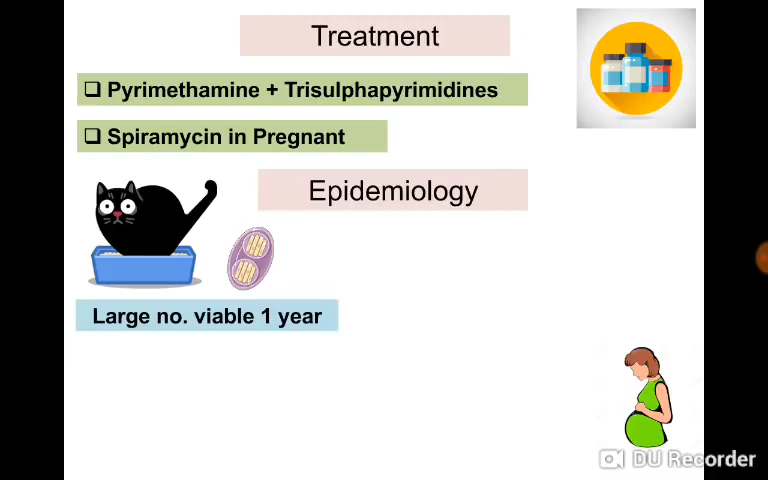 Treatment
❑ Pyrimethamine + Trisulphapyrimidines
❑ Spiramycin in Pregnant
Epidemiology
Large no. viable 1 year
DU Recorder